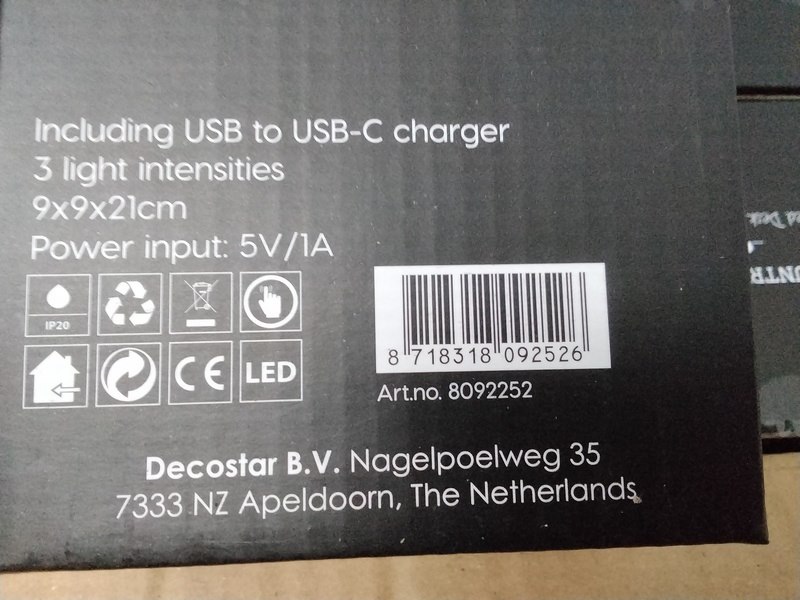 Including USB to USB-C charger
3 light intensities
9x9x21cm
Power input: 5V/1A
IP20
CE
LED
8 718318 092526
Art.no. 8092252
Decostar B.V. Nagelpoelweg 35
7333 NZ Apeldoorn, The Netherlands